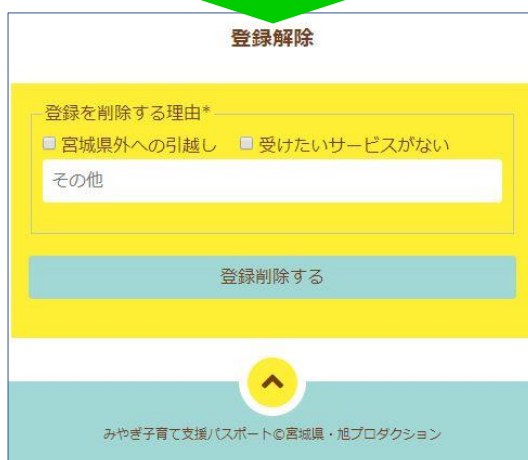 登録解除
登録を削除する理由*
宮城県外への引越し 受けたいサービスがない
その他
登録削除する
みやぎ子育て支援パスポート©宮城県・旭プロダクション